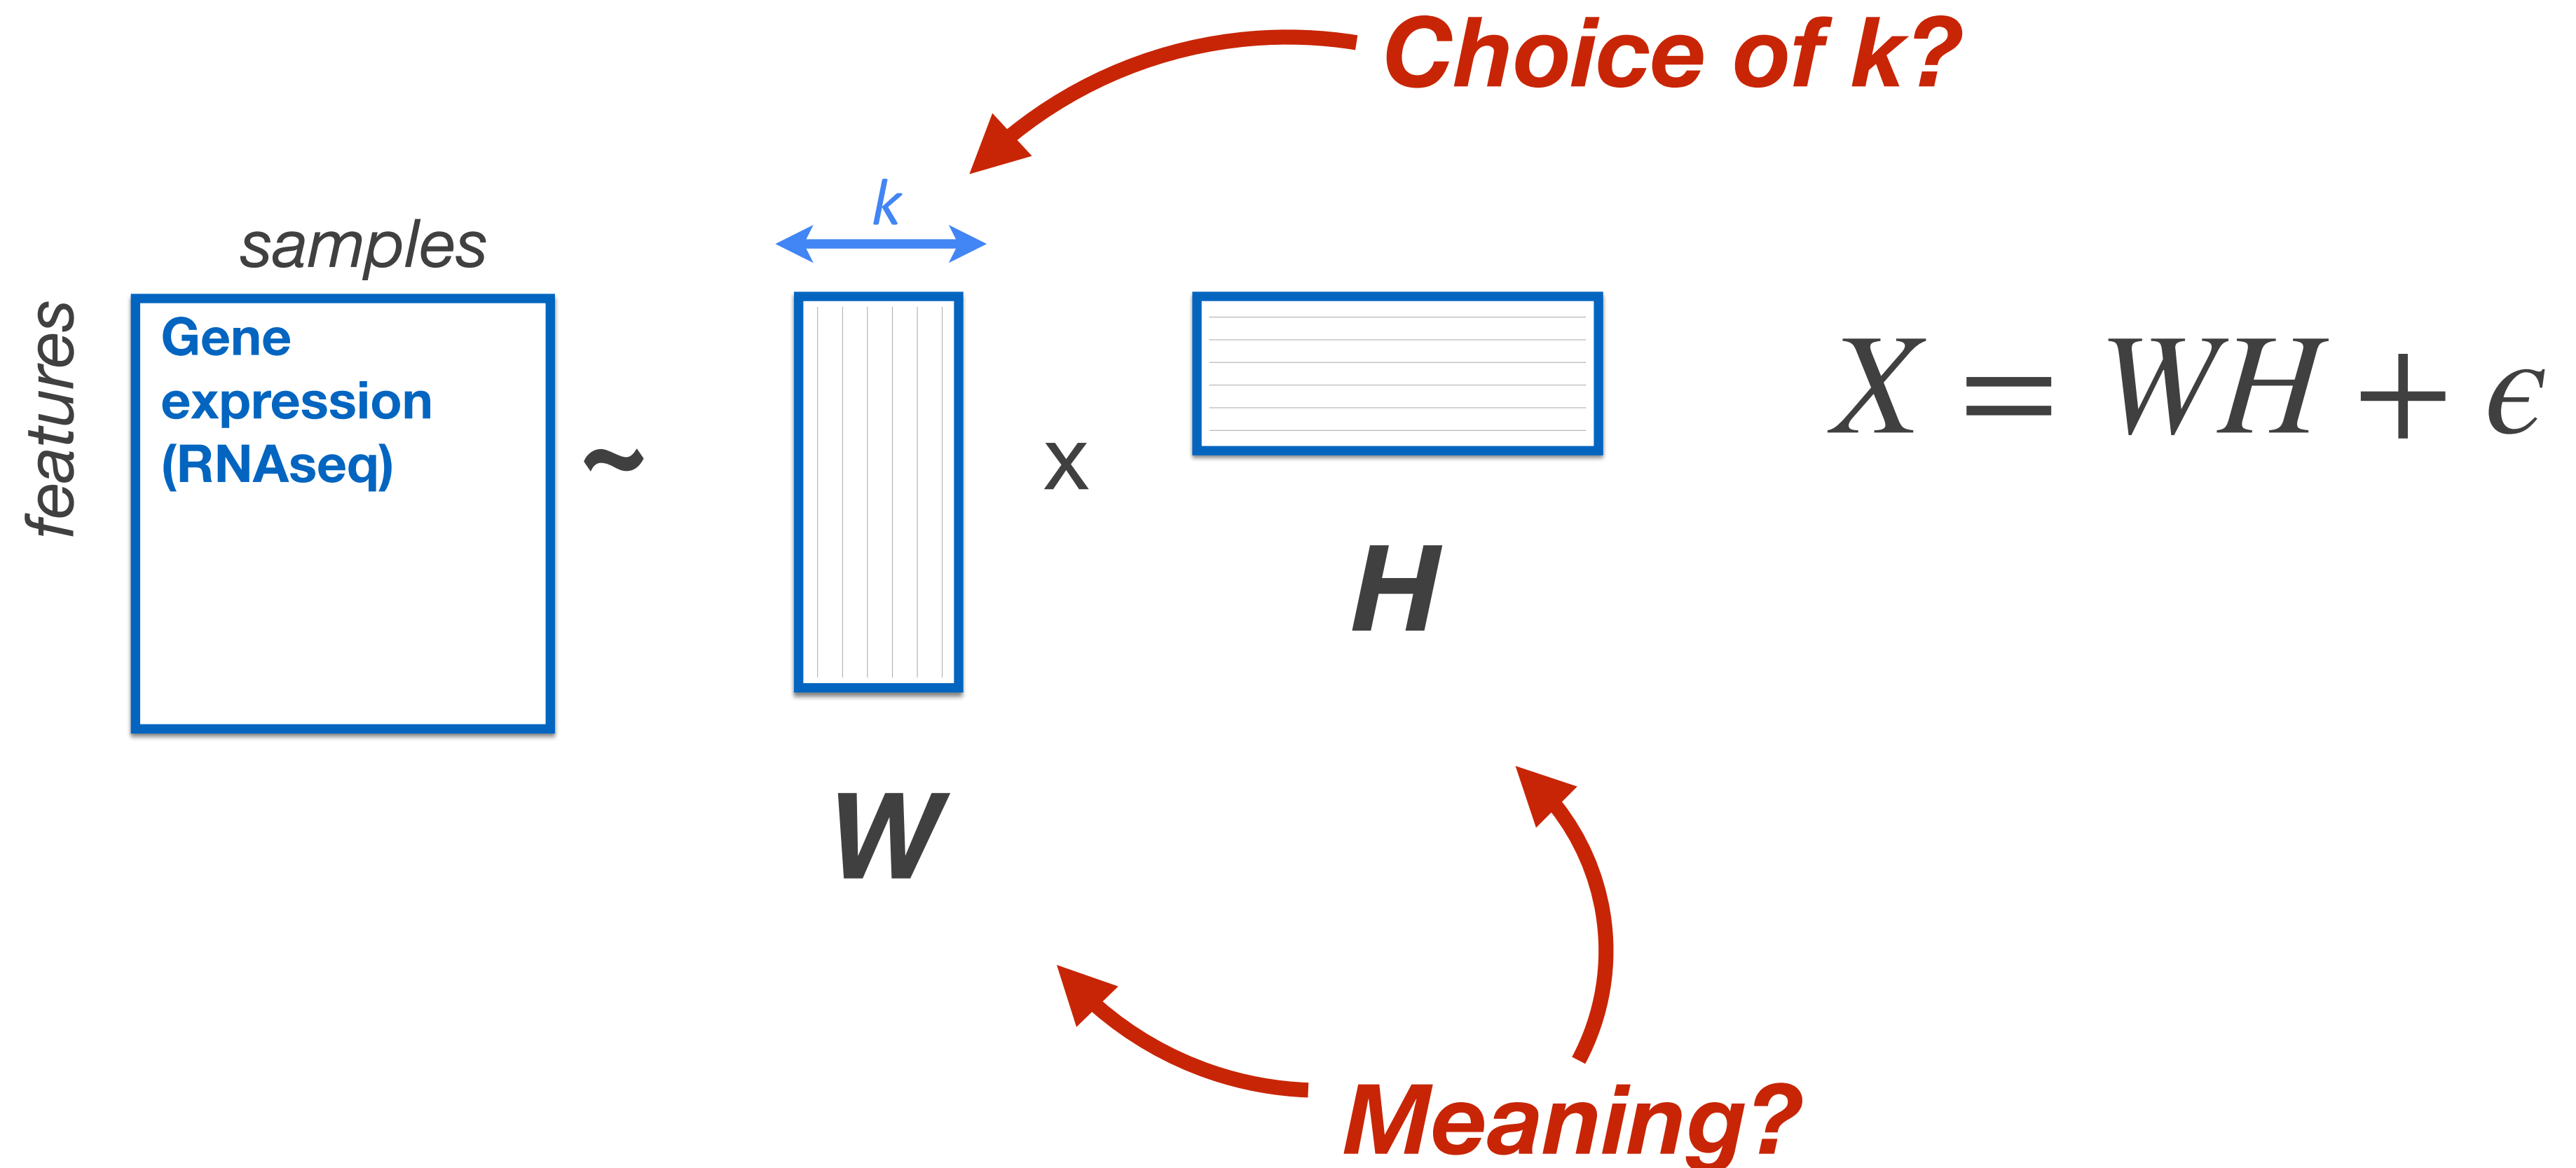 Choice of k?
k
samples
features
Gene
expression
(RNAseq)
~
x
X = WH + ϵ
H
W
Meaning?